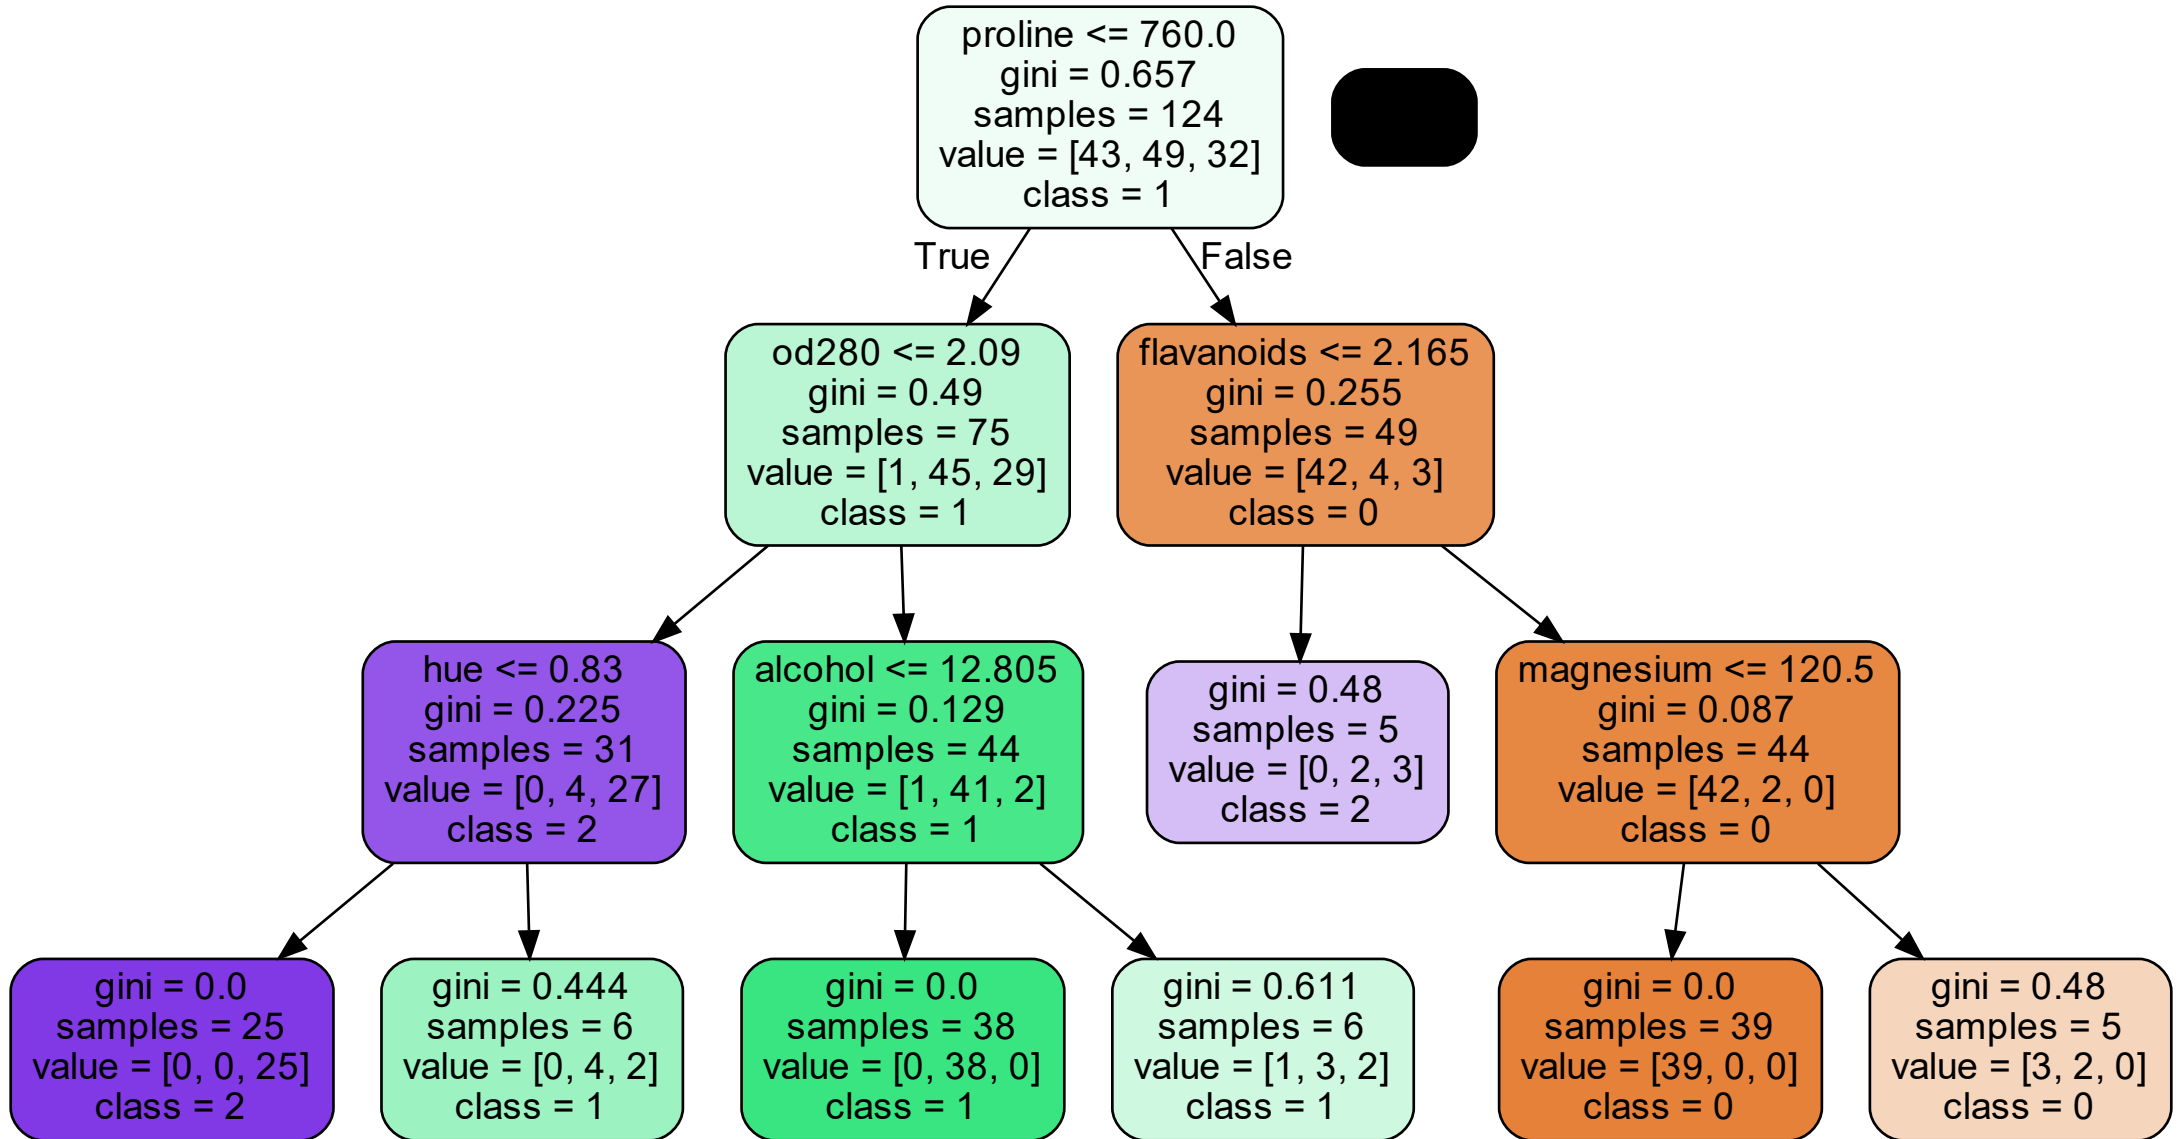 proline <= 760.0
gini = 0.657
samples = 124
value = [43, 49, 32]
class = 1
True
False
od280 <= 2.09
gini = 0.49
samples = 75
value = [1, 45, 29]
class = 1
flavanoids <= 2.165
gini = 0.255
samples = 49
value = [42, 4, 3]
class = 0
hue <= 0.83
gini = 0.225
samples = 31
value = [0, 4, 27]
class = 2
alcohol <= 12.805
gini = 0.129
samples = 44
value = [1, 41, 2]
class = 1
gini = 0.48
samples = 5
value = [0, 2, 3]
class = 2
magnesium <= 120.5
gini = 0.087
samples = 44
value = [42, 2, 0]
class = 0
gini = 0.0
samples = 25
value = [0, 0, 25]
class = 2
gini = 0.444
samples = 6
value = [0, 4, 2]
class = 1
gini = 0.0
samples = 38
value = [0, 38, 0]
class = 1
gini = 0.611
samples = 6
value = [1, 3, 2]
class = 1
gini = 0.0
samples = 39
value = [39, 0, 0]
class = 0
gini = 0.48
samples = 5
value = [3, 2, 0]
class = 0